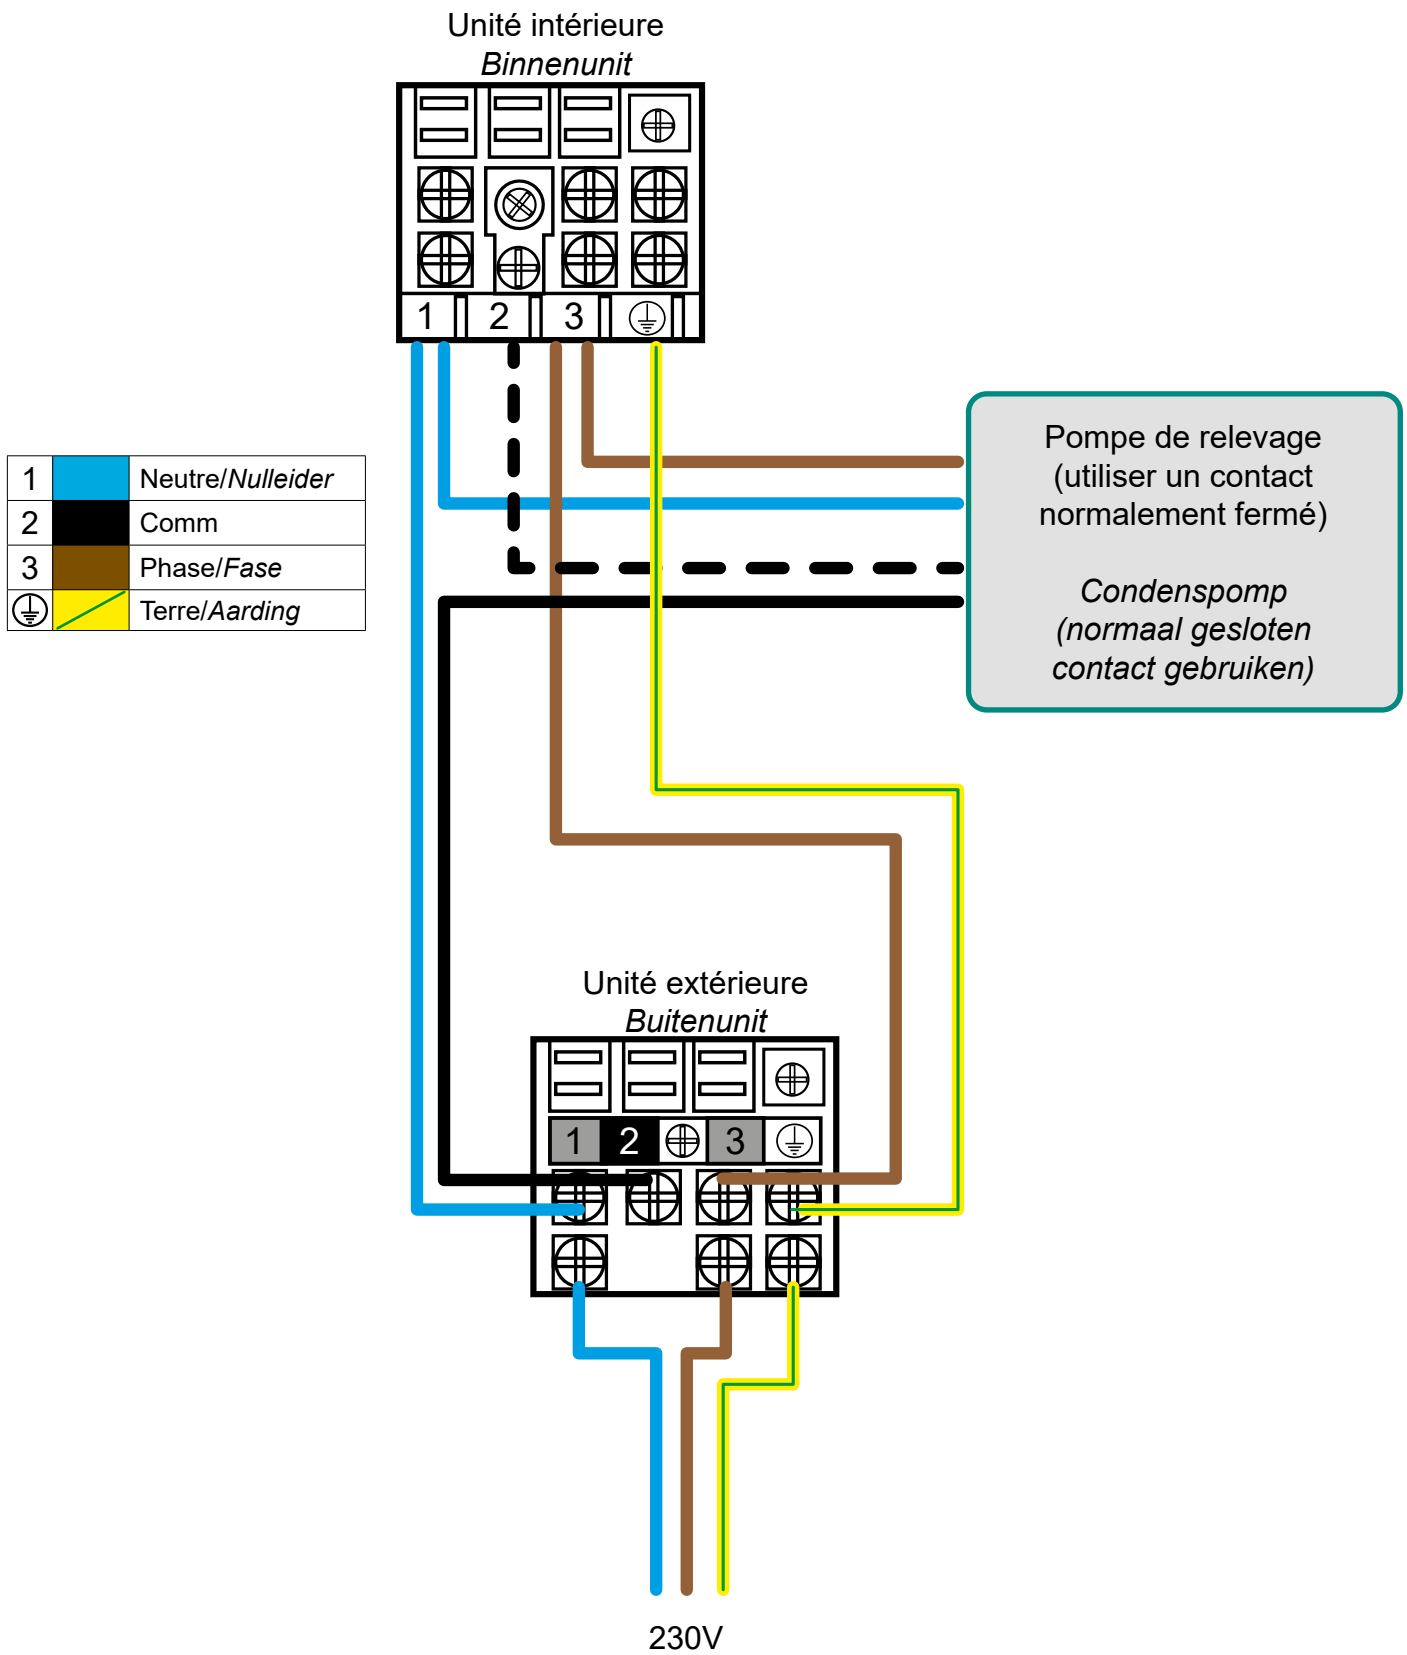 Unité intérieure
Binnenunit
1 2 3
1 Neutre/Nulleider
2 Comm
3 Phase/Fase
Terre/Aarding
Pompe de relevage
(utiliser un contact
normalement fermé)
Condenspomp
(normaal gesloten
contact gebruiken)
Unité extérieure
Buitenunit
1 2 3
230V